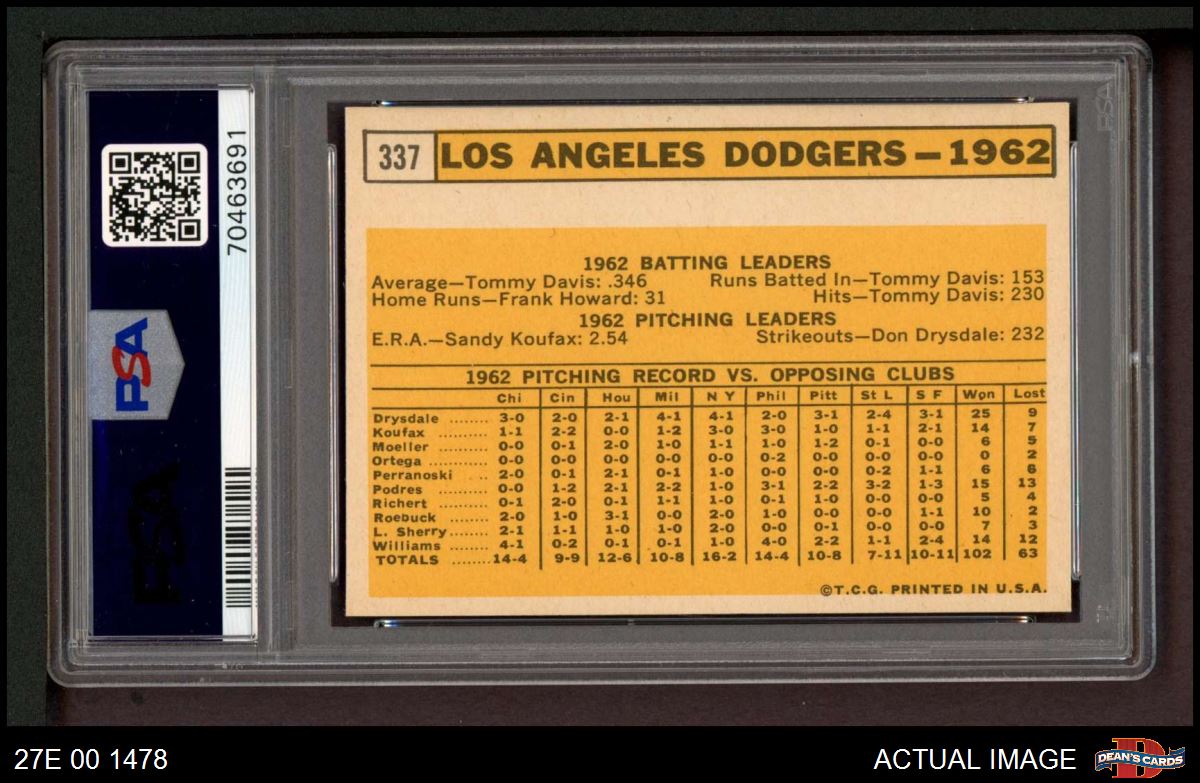 70463691
PSA
PSA
PSA
337 LOS ANGELES DODGERS — 1962
1962 BATTING LEADERS
Average—Tommy Davis: .346 Runs Batted In—Tommy Davis: 153
Home Runs—Frank Howard: 31 Hits—Tommy Davis: 230
1962 PITCHING LEADERS
E.R.A.—Sandy Koufax: 2.54 Strikeouts—Don Drysdale: 232
1962 PITCHING RECORD VS. OPPOSING CLUBS
Chi Cin Hou Mil N Y Phil Pitt St L S F Won Lost
Drysdale ....... 3-0 2-0 2-1 4-1 4-1 2-0 3-1 2-4 3-1 25 9
Koufax .......... 1-1 2-2 0-0 1-2 3-0 3-0 1-0 1-1 2-1 14 7
Moeller ......... 0-0 0-1 2-0 1-0 1-1 1-0 1-2 0-1 0-0 6 5
Ortega .......... 0-0 0-0 0-0 0-0 0-0 0-2 0-0 0-0 0-0 0 2
Perranoski .. 2-0 0-1 2-1 0-1 1-0 0-0 0-0 0-2 1-1 6 6
Podres .......... 0-0 1-2 2-1 2-2 1-0 3-1 2-2 3-2 1-3 15 13
Richert ......... 0-1 2-0 0-1 1-1 1-0 0-1 1-0 0-0 0-0 5 4
Roebuck ....... 2-0 1-0 3-1 0-0 2-0 1-0 0-0 0-0 1-1 10 2
L. Sherry...... 2-1 1-1 1-0 1-0 2-0 0-0 0-1 0-0 0-0 7 3
Williams ....... 4-1 0-2 0-1 0-1 1-0 4-0 2-2 1-1 2-4 14 12
TOTALS .......14-4 9-9 12-6 10-8 16-2 14-4 10-8 7-11 10-11 102 63
©T.C.G. PRINTED IN U.S.A.
27E 00 1478
ACTUAL IMAGE
D
DEAN'S CARDS